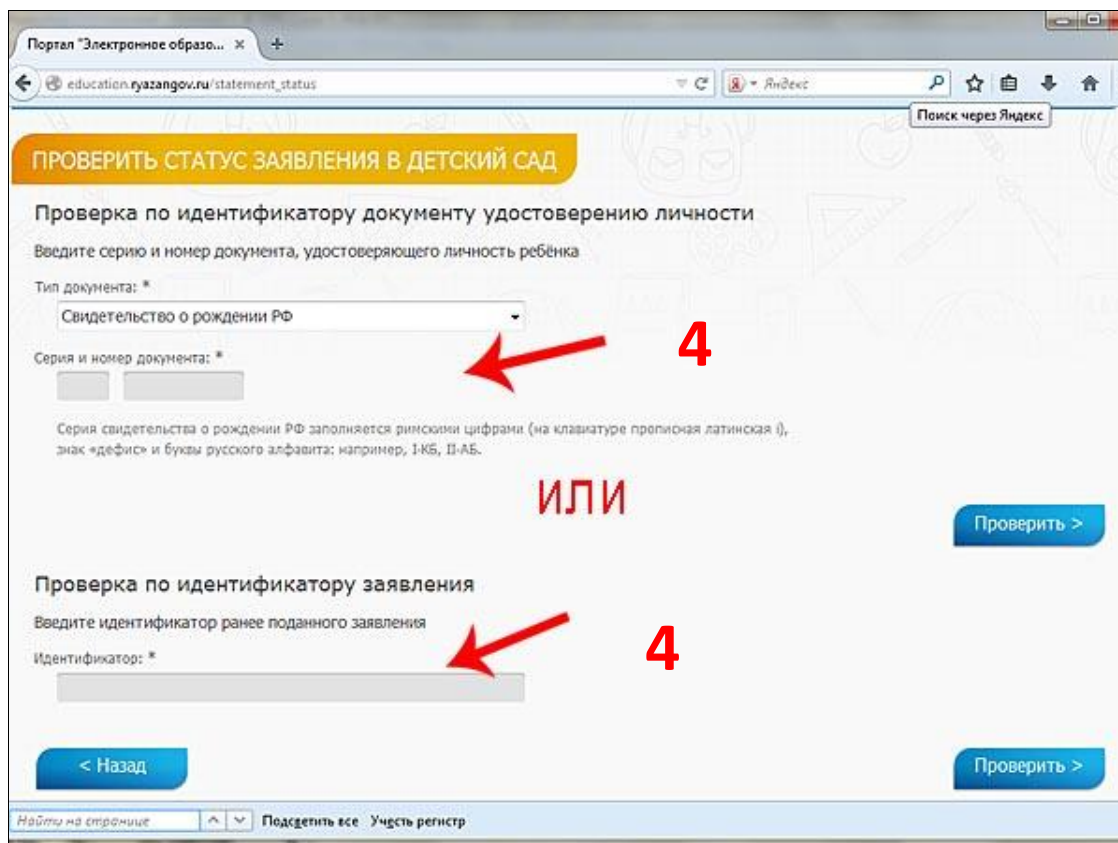 Портал "Электронное образо...
education.ryazangov.ru/statement_status
Яндекс
Поиск через Яндекс
ПРОВЕРИТЬ СТАТУС ЗАЯВЛЕНИЯ В ДЕТСКИЙ САД
Проверка по идентификатору документу удостоверению личности
Введите серию и номер документа, удостоверяющего личность ребёнка
Тип документа: *
Свидетельство о рождении РФ
4
Серия и номер документа: *
Серия свидетельства о рождении РФ заполняется римскими цифрами (на клавиатуре прописная латинская i),
знак «дефис» и буквы русского алфавита: например, I-КБ, II-АБ.
ИЛИ
Проверить >
Проверка по идентификатору заявления
Введите идентификатор ранее поданного заявления
4
Идентификатор: *
< Назад
Проверить >
Найти на странице Подсветить все Учесть регистр